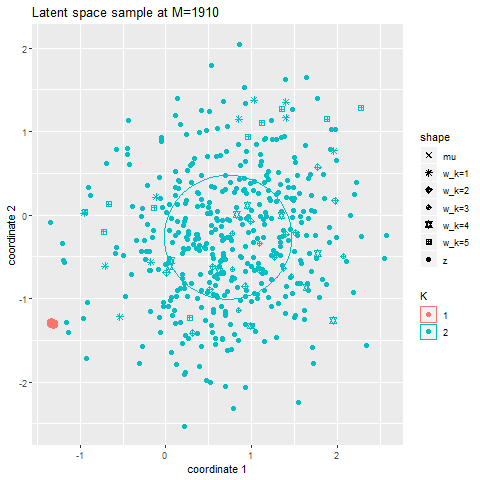 Latent space sample at M=1910
2
1
0
-1
-2
coordinate 2
-1
0
1
2
coordinate 1
shape
mu
w_k=1
w_k=2
w_k=3
w_k=4
w_k=5
z
K
1
2